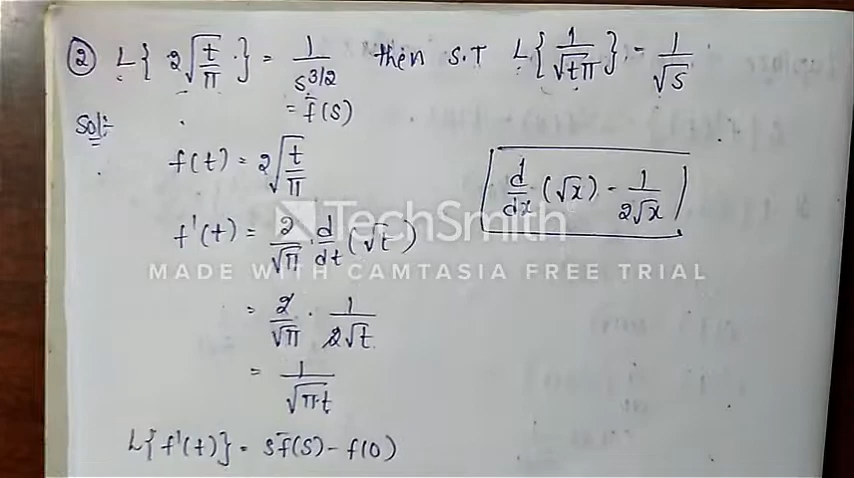 ② L{ 2√(t/π) } = 1/s^(3/2) then S.T L{ 1/√(tπ) } = 1/√s
= f̄(s)
Sol:-
f(t) = 2√(t/π)
d/dx (√x) = 1/(2√x)
f'(t) = 2/√π . d/dt (√t)
TechSmith
MADE WITH CAMTASIA FREE TRIAL
= 2/√π . 1/(2√t)
= 1/√(πt)
L{f'(t)} = s f̄(s) - f(0)